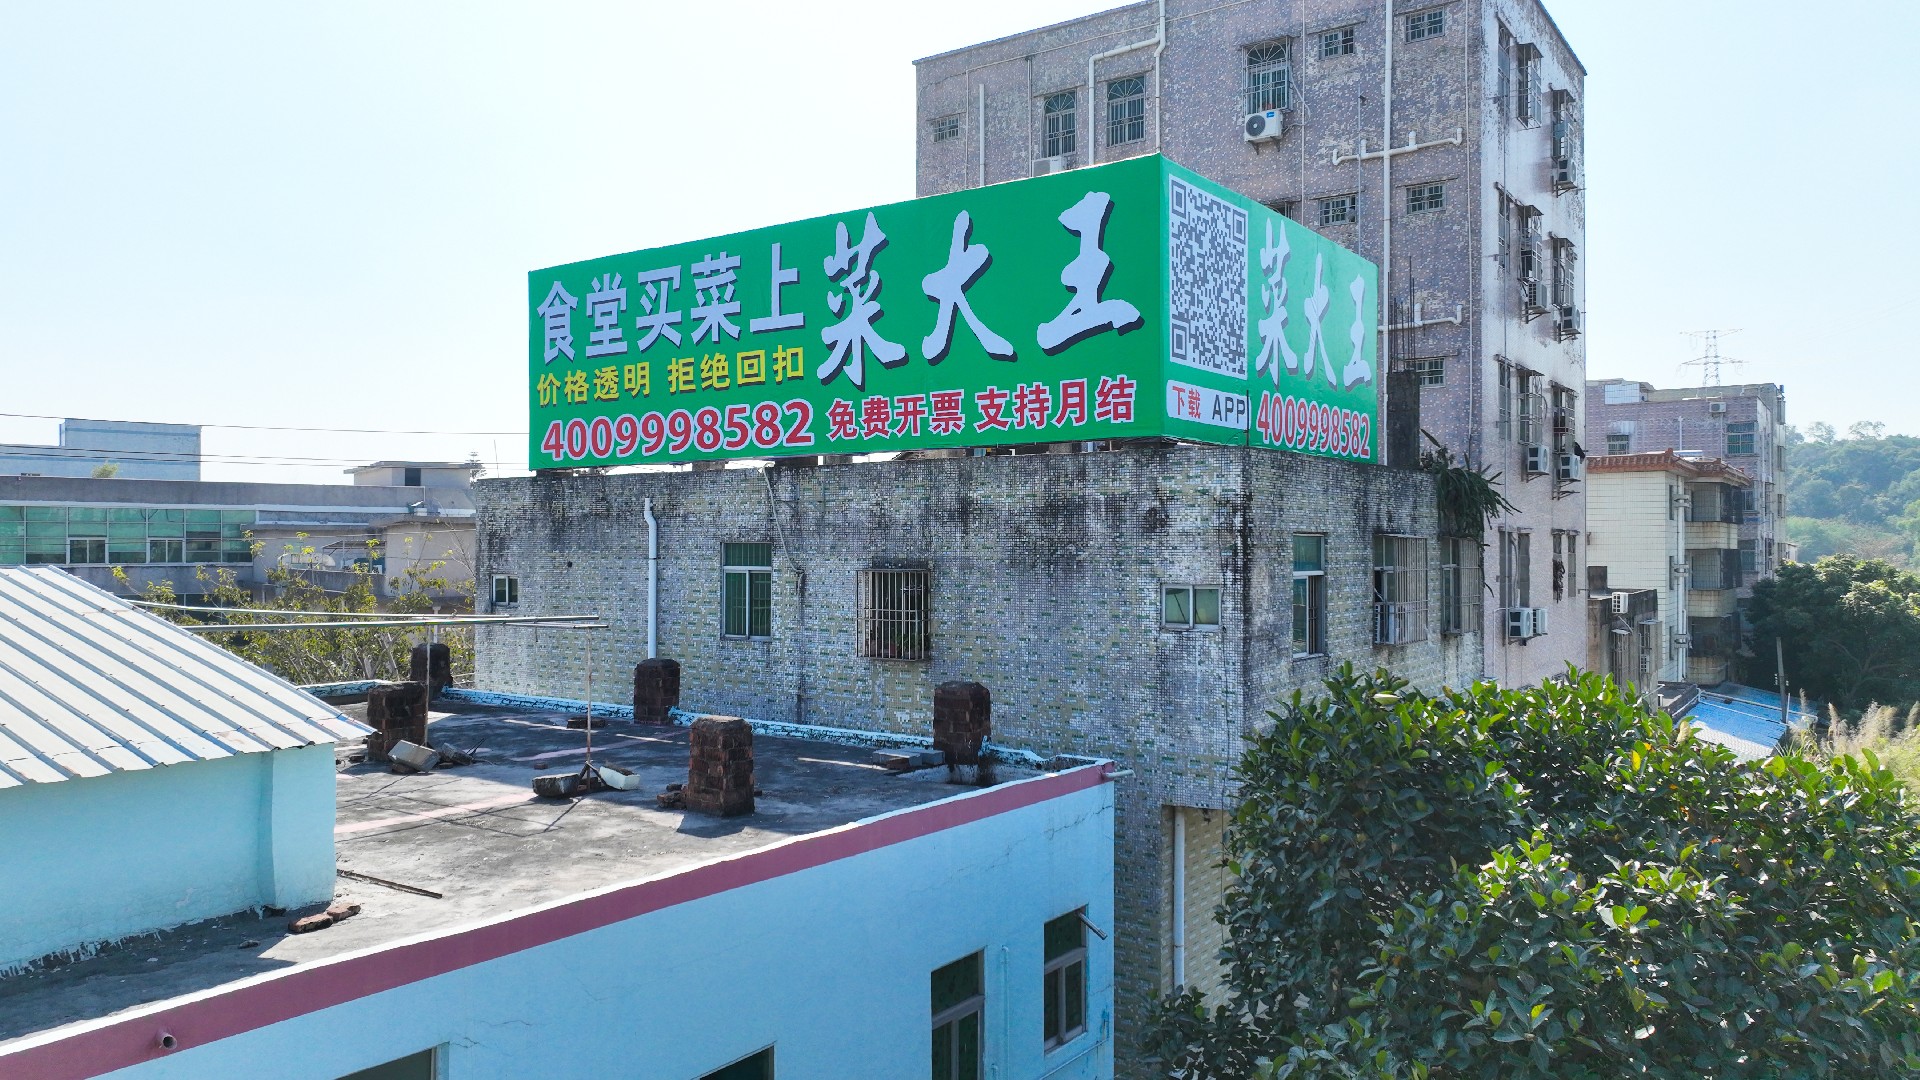 食堂买菜上菜大王
价格透明 拒绝回扣
4009998582 免费开票 支持月结
菜大王
下载 APP
4009998582